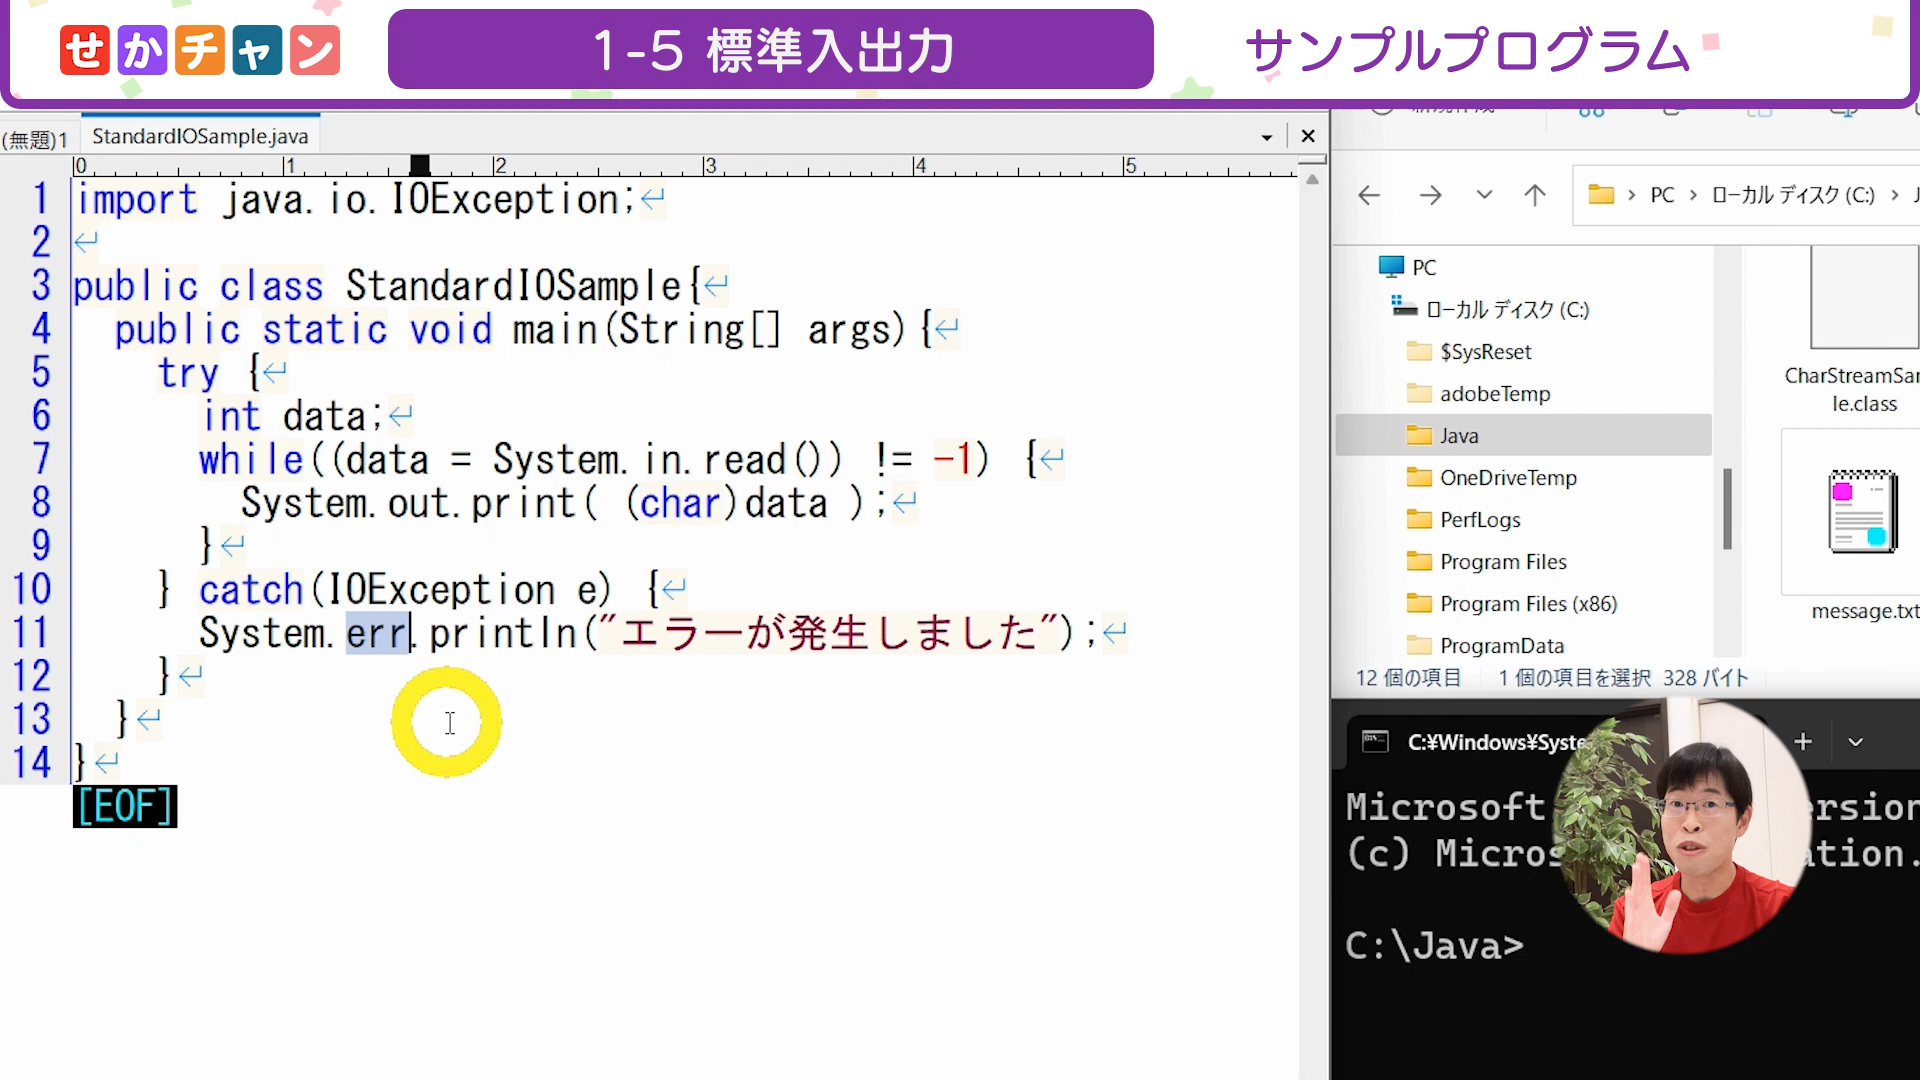 せかチャン
1-5 標準入出力
サンプルプログラム
(無題)1
StandardIOSample.java
0 1 2 3 4 5
1 import java.io.IOException;
2
3 public class StandardIOSample{
4 public static void main(String[] args){
5 try {
6 int data;
7 while((data = System.in.read()) != -1) {
8 System.out.print( (char)data );
9 }
10 } catch(IOException e) {
11 System.err.println("エラーが発生しました");
12 }
13 }
14 }
[EOF]
PC
ローカル ディスク (C:)
PC
ローカル ディスク (C:)
$SysReset
adobeTemp
Java
OneDriveTemp
PerfLogs
Program Files
Program Files (x86)
ProgramData
CharStreamSam
le.class
message.txt
12 個の項目
1 個の項目を選択 328 バイト
C:¥Windows¥Syste
Microsoft ersion
(c) Micros ation.
C:\Java>